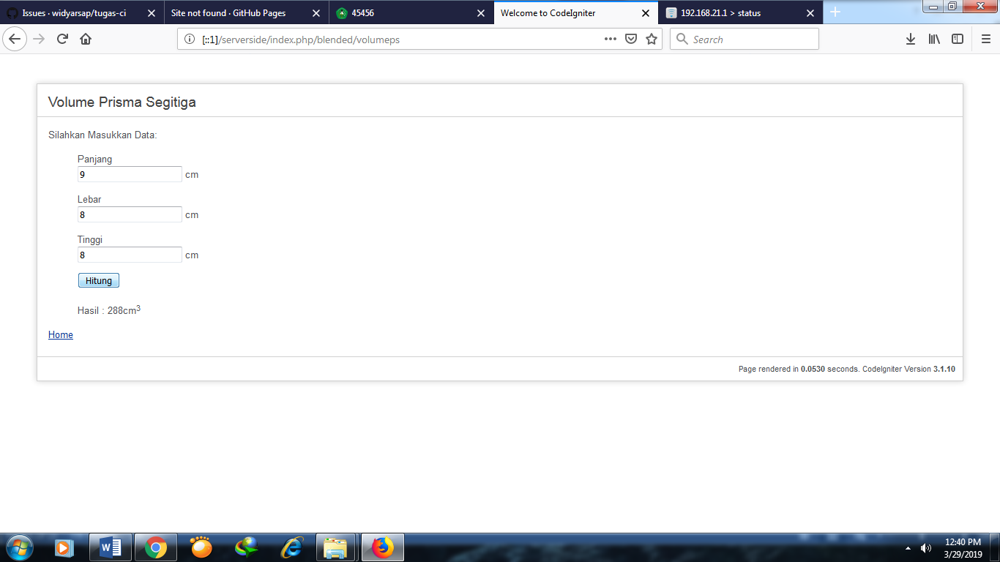 Issues · widyarsap/tugas-ci
Site not found · GitHub Pages
45456
Welcome to CodeIgniter
192.168.21.1 > status
[::1]/serverside/index.php/blended/volumeps
Search
Volume Prisma Segitiga
Silahkan Masukkan Data:
Panjang
9 cm
Lebar
8 cm
Tinggi
8 cm
Hitung
Hasil : 288cm³
Home
Page rendered in 0.0530 seconds. CodeIgniter Version 3.1.10
12:40 PM
3/29/2019